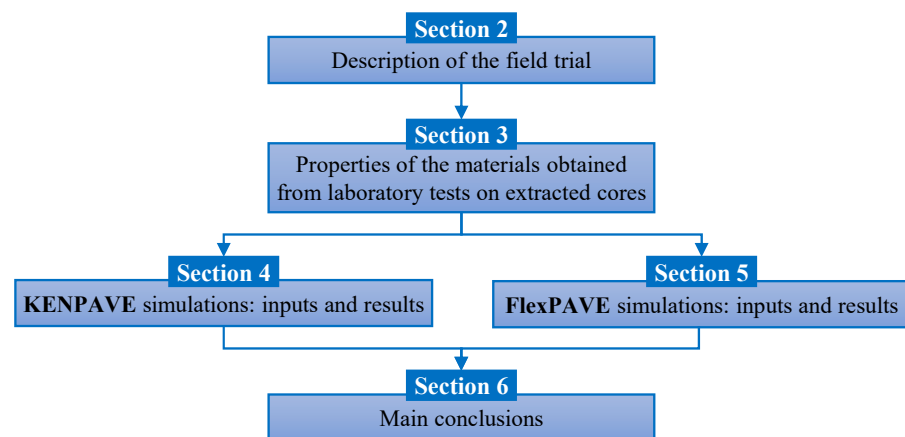 Section 2
Description of the field trial
Section 3
Properties of the materials obtained
from laboratory tests on extracted cores
Section 4
KENPAVE simulations: inputs and results
Section 5
FlexPAVE simulations: inputs and results
Section 6
Main conclusions